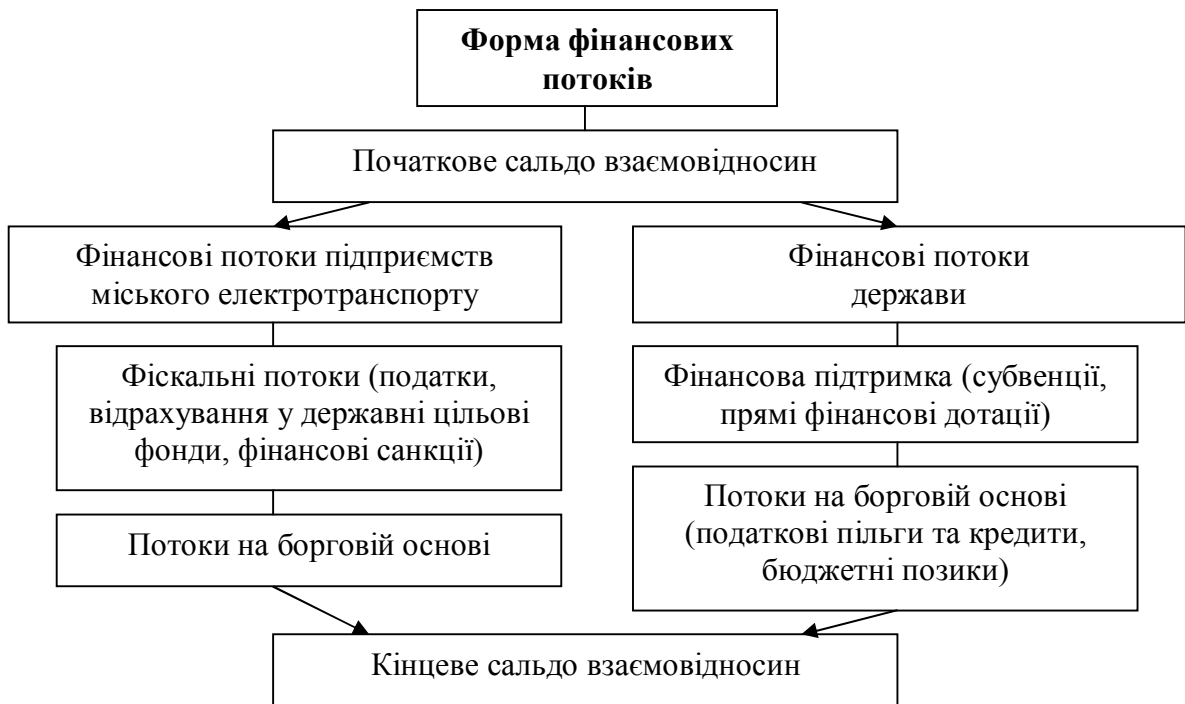 Форма фінансових
потоків
Початкове сальдо взаємовідносин
Фінансові потоки підприємств
міського електротранспорту
Фінансові потоки
держави
Фіскальні потоки (податки,
відрахування у державні цільові
фонди, фінансові санкції)
Фінансова підтримка (субвенції,
прямі фінансові дотації)
Потоки на борговій основі
Потоки на борговій основі
(податкові пільги та кредити,
бюджетні позики)
Кінцеве сальдо взаємовідносин